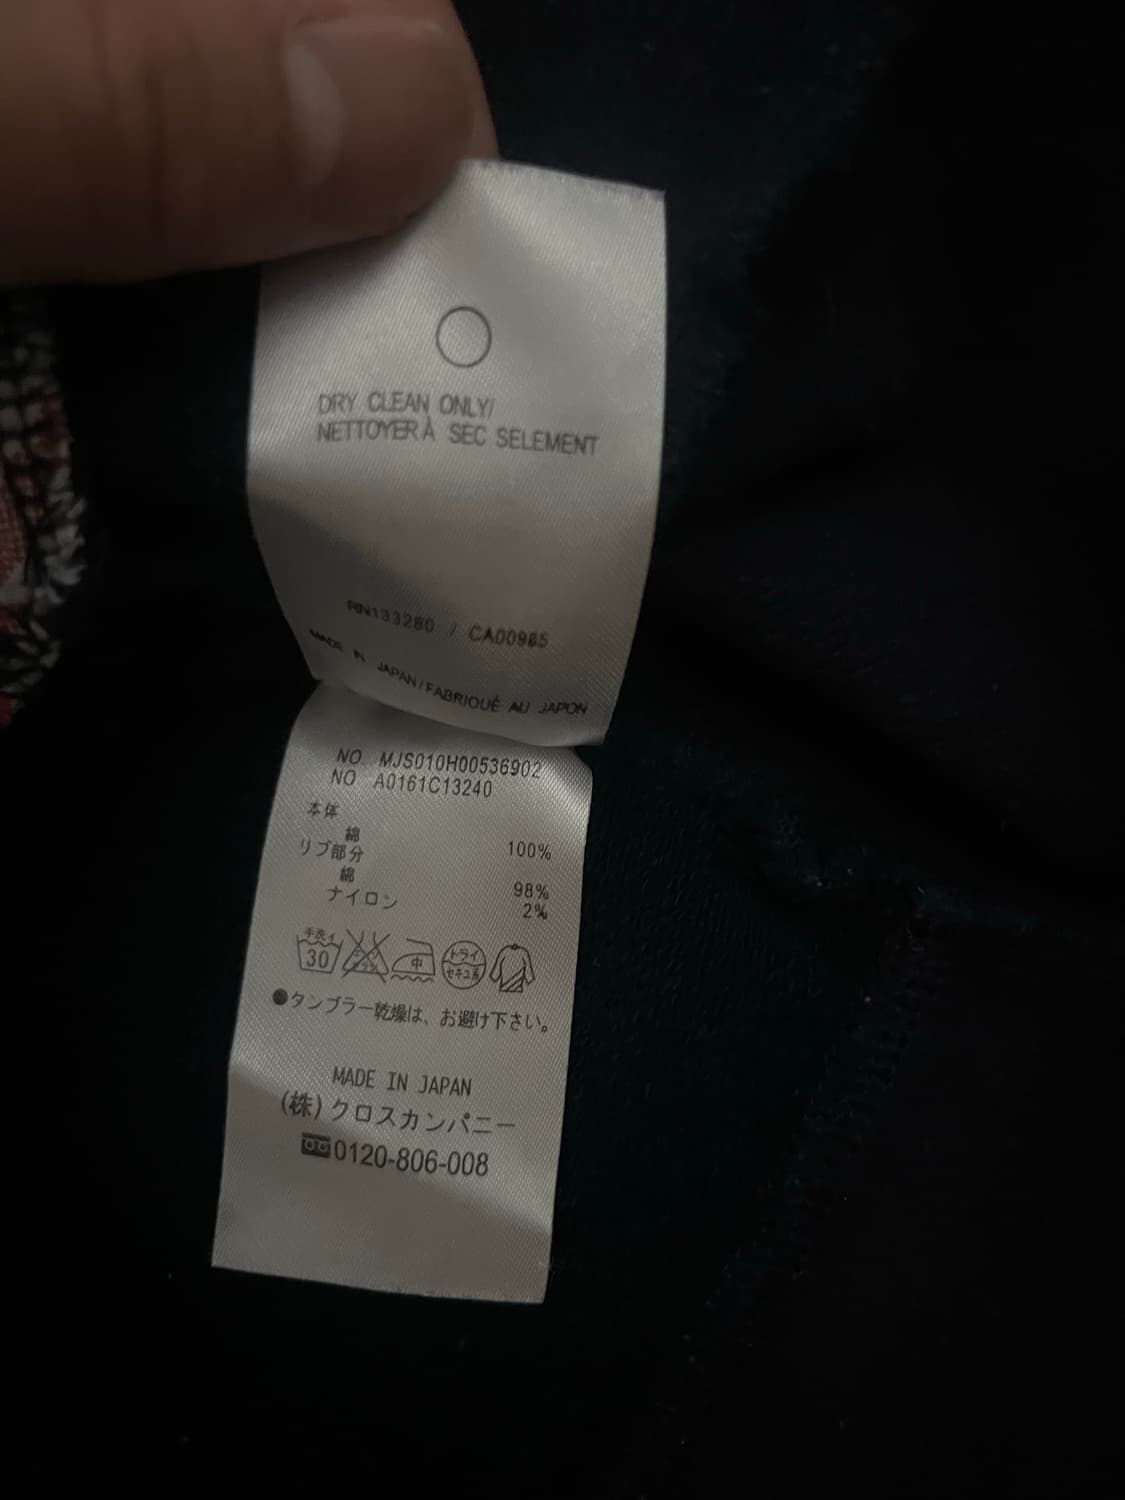 DRY CLEAN ONLY/
NETTOYER À SEC SELEMENT
RN133280 / CA00985
MADE IN JAPAN/FABRIQUÉ AU JAPON
NO. MJS010H00536902
NO A0161C13240
本体
綿 100%
リブ部分
綿 98%
ナイロン 2%
手洗イ 30 中 ドライ セキユ系
●タンブラー乾燥は、お避け下さい。
MADE IN JAPAN
(株)クロスカンパニー
0120-806-008